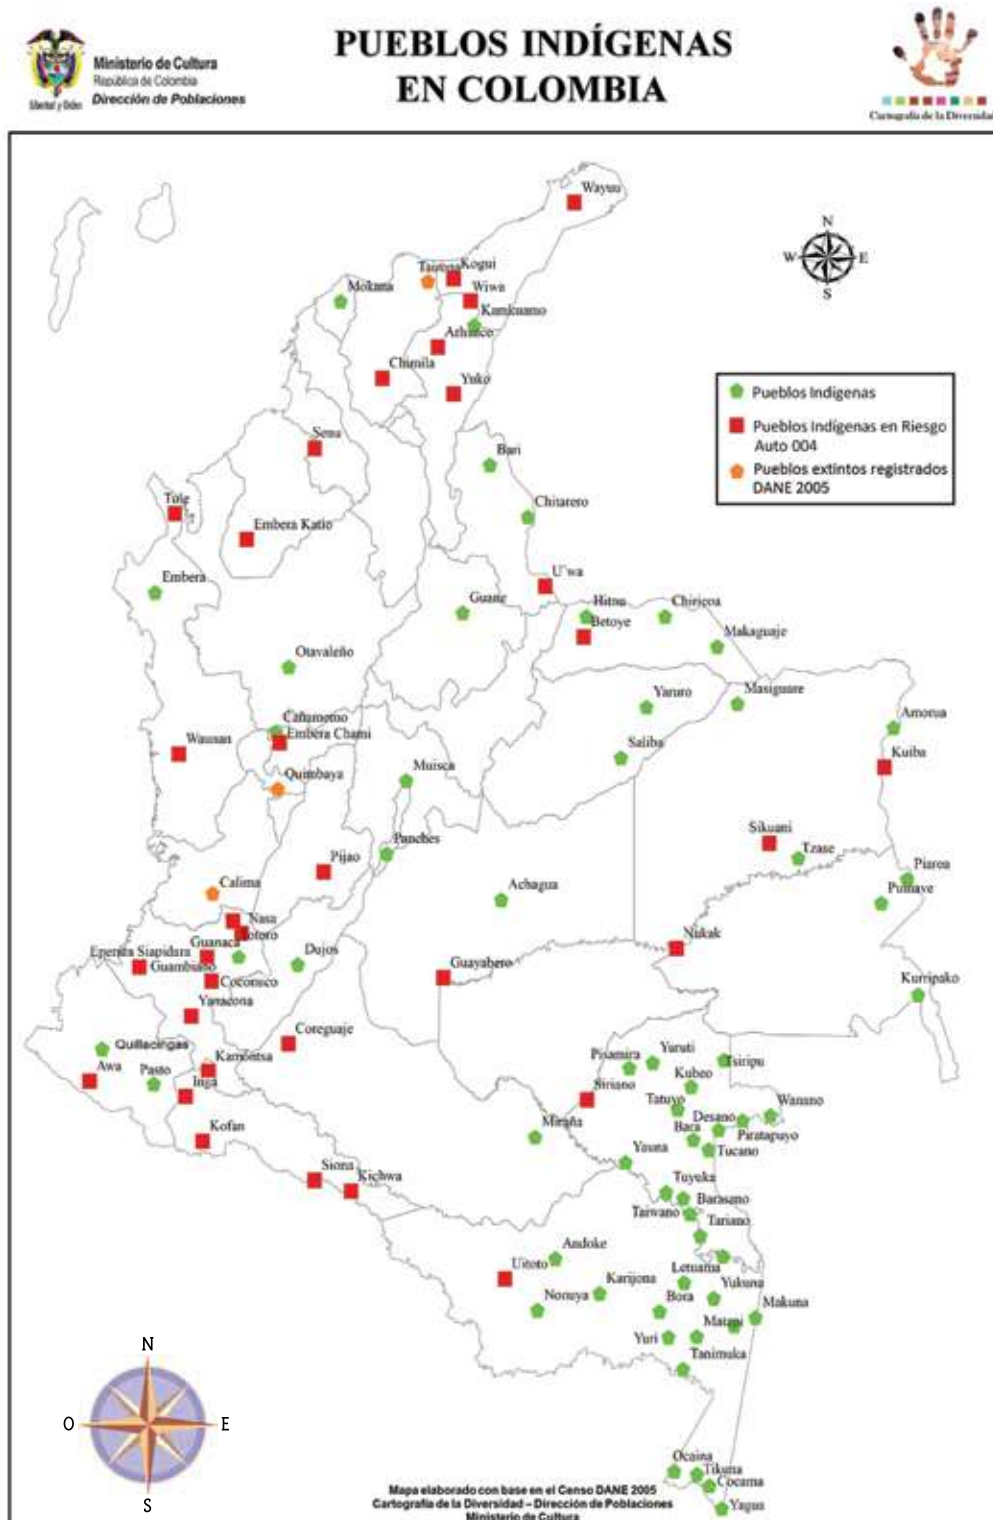 Libertad y Orden
Ministerio de Cultura
República de Colombia
Dirección de Poblaciones
PUEBLOS INDÍGENAS
EN COLOMBIA
Cartografía de la Diversidad
N
W
E
S
Pueblos Indigenas
Pueblos Indígenas en Riesgo
Auto 004
Pueblos extintos registrados
DANE 2005
Wayuu
Kogui
Mokana
Wiwa
Kamkuamo
Arhuaco
Chimila
Yuko
Senu
Bari
Tule
Chitarero
Embera Katio
U'wa
Embera
Guane
Hitnu
Chiricoa
Betoye
Makaguaje
Otavaleño
Masiguare
Yaruro
Amorua
Cañamomo
Embera Chami
Wausan
Saliba
Kuiba
Quimbaya
Muisca
Sikuani
Tzase
Panches
Pijao
Piaroa
Calima
Achagua
Puinave
Nasa
Totoro
Guanaca
Eperara Siapidara
Guambiano
Dujos
Nukak
Guayabero
Coconuco
Kurripako
Yanacona
Coreguaje
Quillacingas
Kamëntsa
Awa
Pasto
Inga
Pisamira
Yuruti
Tsiripu
Kubeo
Siriano
Tatuyo
Desano
Wanano
Kofan
Miraña
Bara
Piratapuyo
Tucano
Yauna
Siona
Kichwa
Tuyuka
Barasano
Taiwano
Tariano
Andoke
Uitoto
Letuama
Karijona
Yukuna
Nonuya
Bora
Makuna
Matapi
Yuri
Tanimuka
N
O
E
S
Ocaina
Tikuna
Cocama
Yagua
Mapa elaborado con base en el Censo DANE 2005
Cartografía de la Diversidad – Dirección de Poblaciones
Ministerio de Cultura